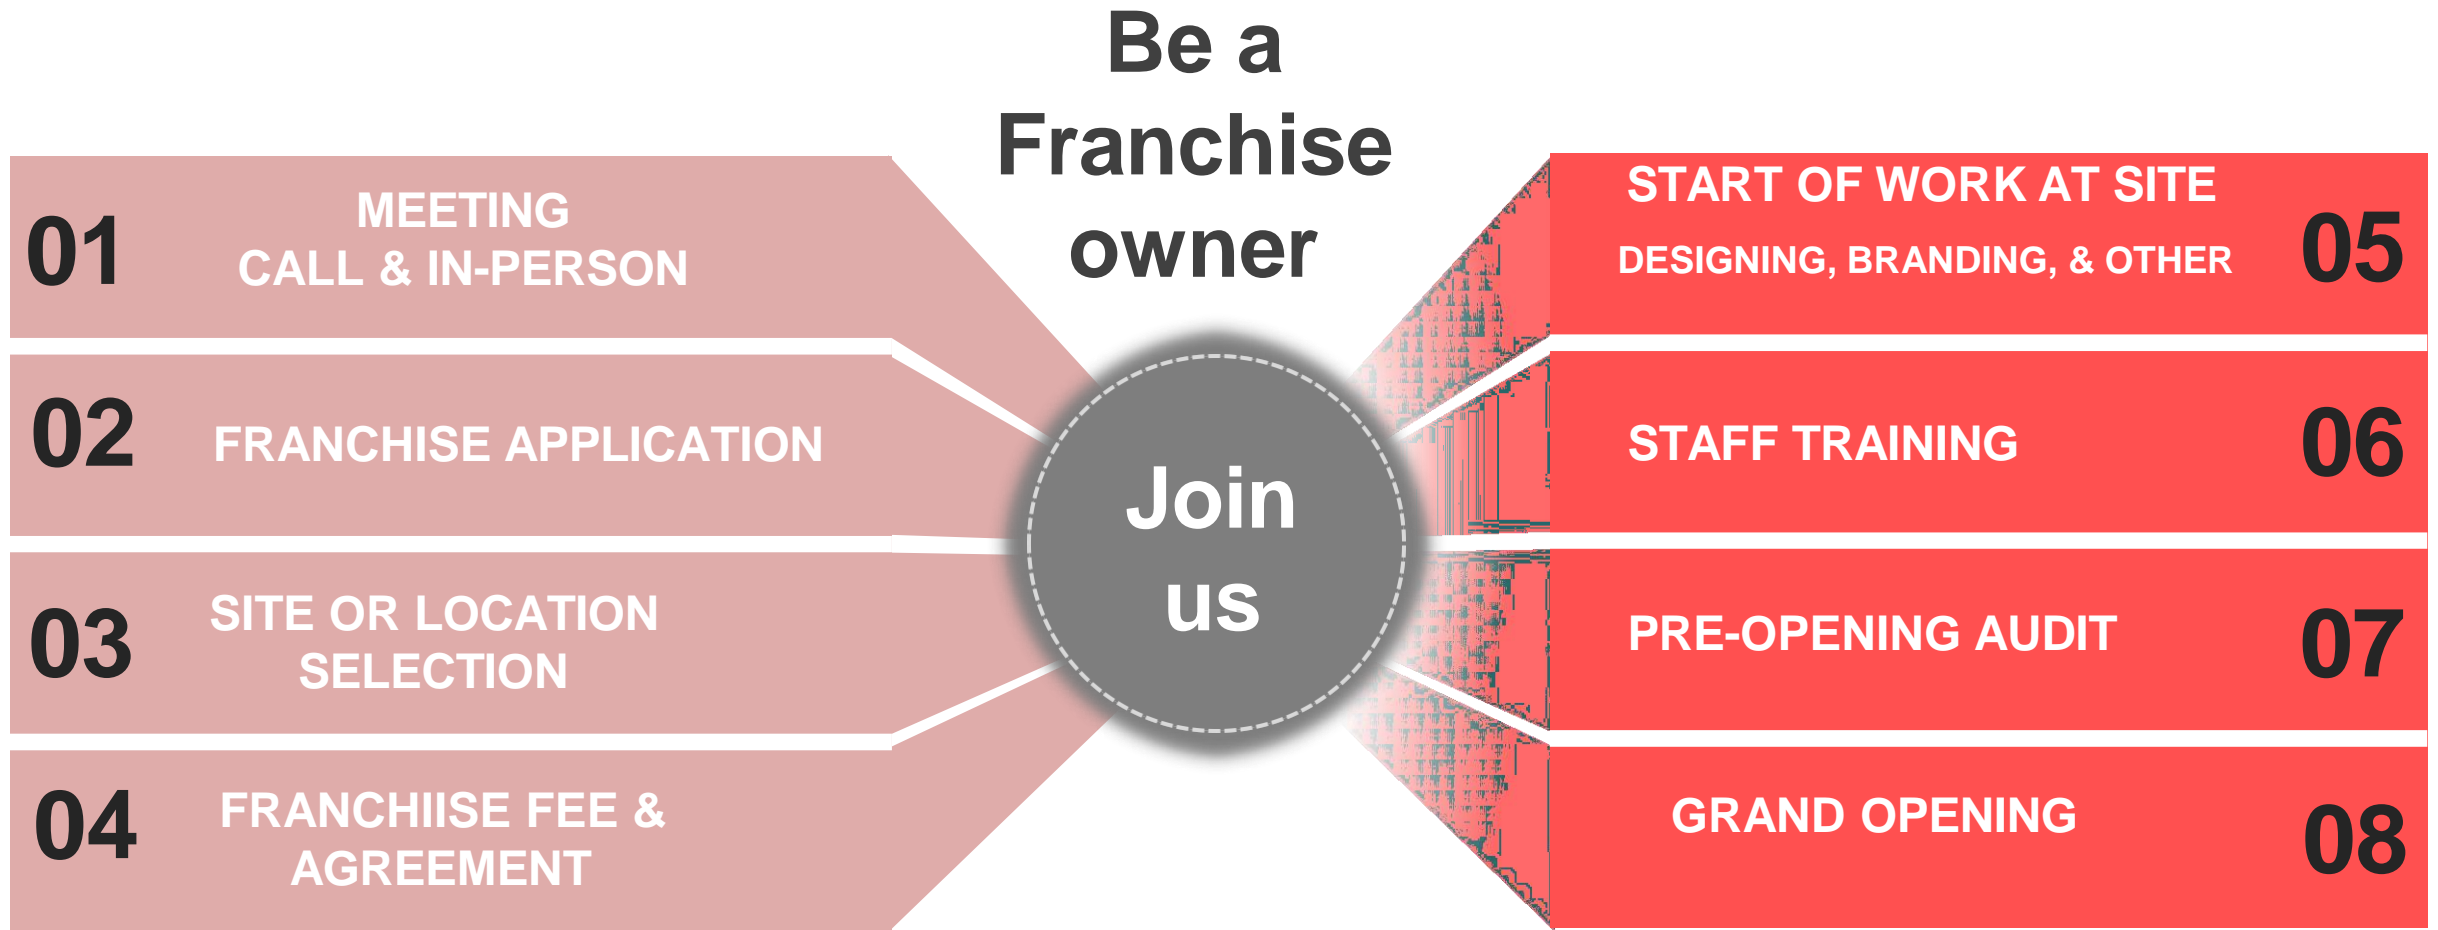 Be a
Franchise
owner
01
MEETING
CALL & IN-PERSON
02
FRANCHISE APPLICATION
03
SITE OR LOCATION
SELECTION
04
FRANCHIISE FEE &
AGREEMENT
Join
us
START OF WORK AT SITE
DESIGNING, BRANDING, & OTHER
05
STAFF TRAINING
06
PRE-OPENING AUDIT
07
GRAND OPENING
08